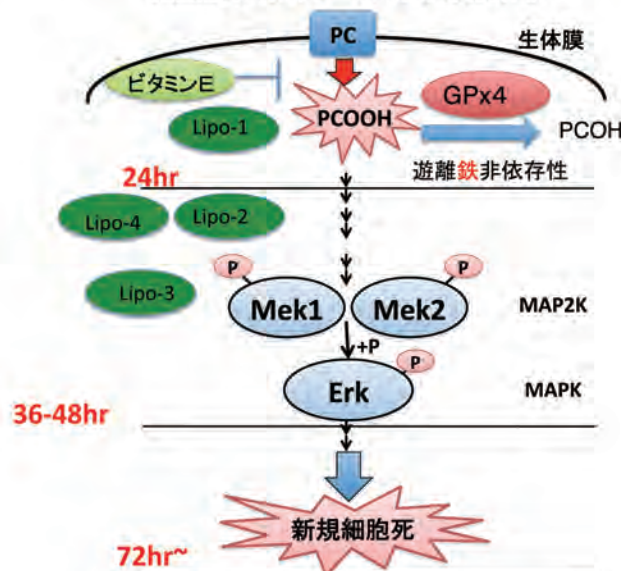 PC
生体膜
ビタミンE
GPx4
PCOOH
PCOH
Lipo-1
24hr
遊離鉄非依存性
Lipo-4
Lipo-2
P
P
Lipo-3
Mek1
Mek2
MAP2K
+P
P
Erk
MAPK
36-48hr
新規細胞死
72hr~